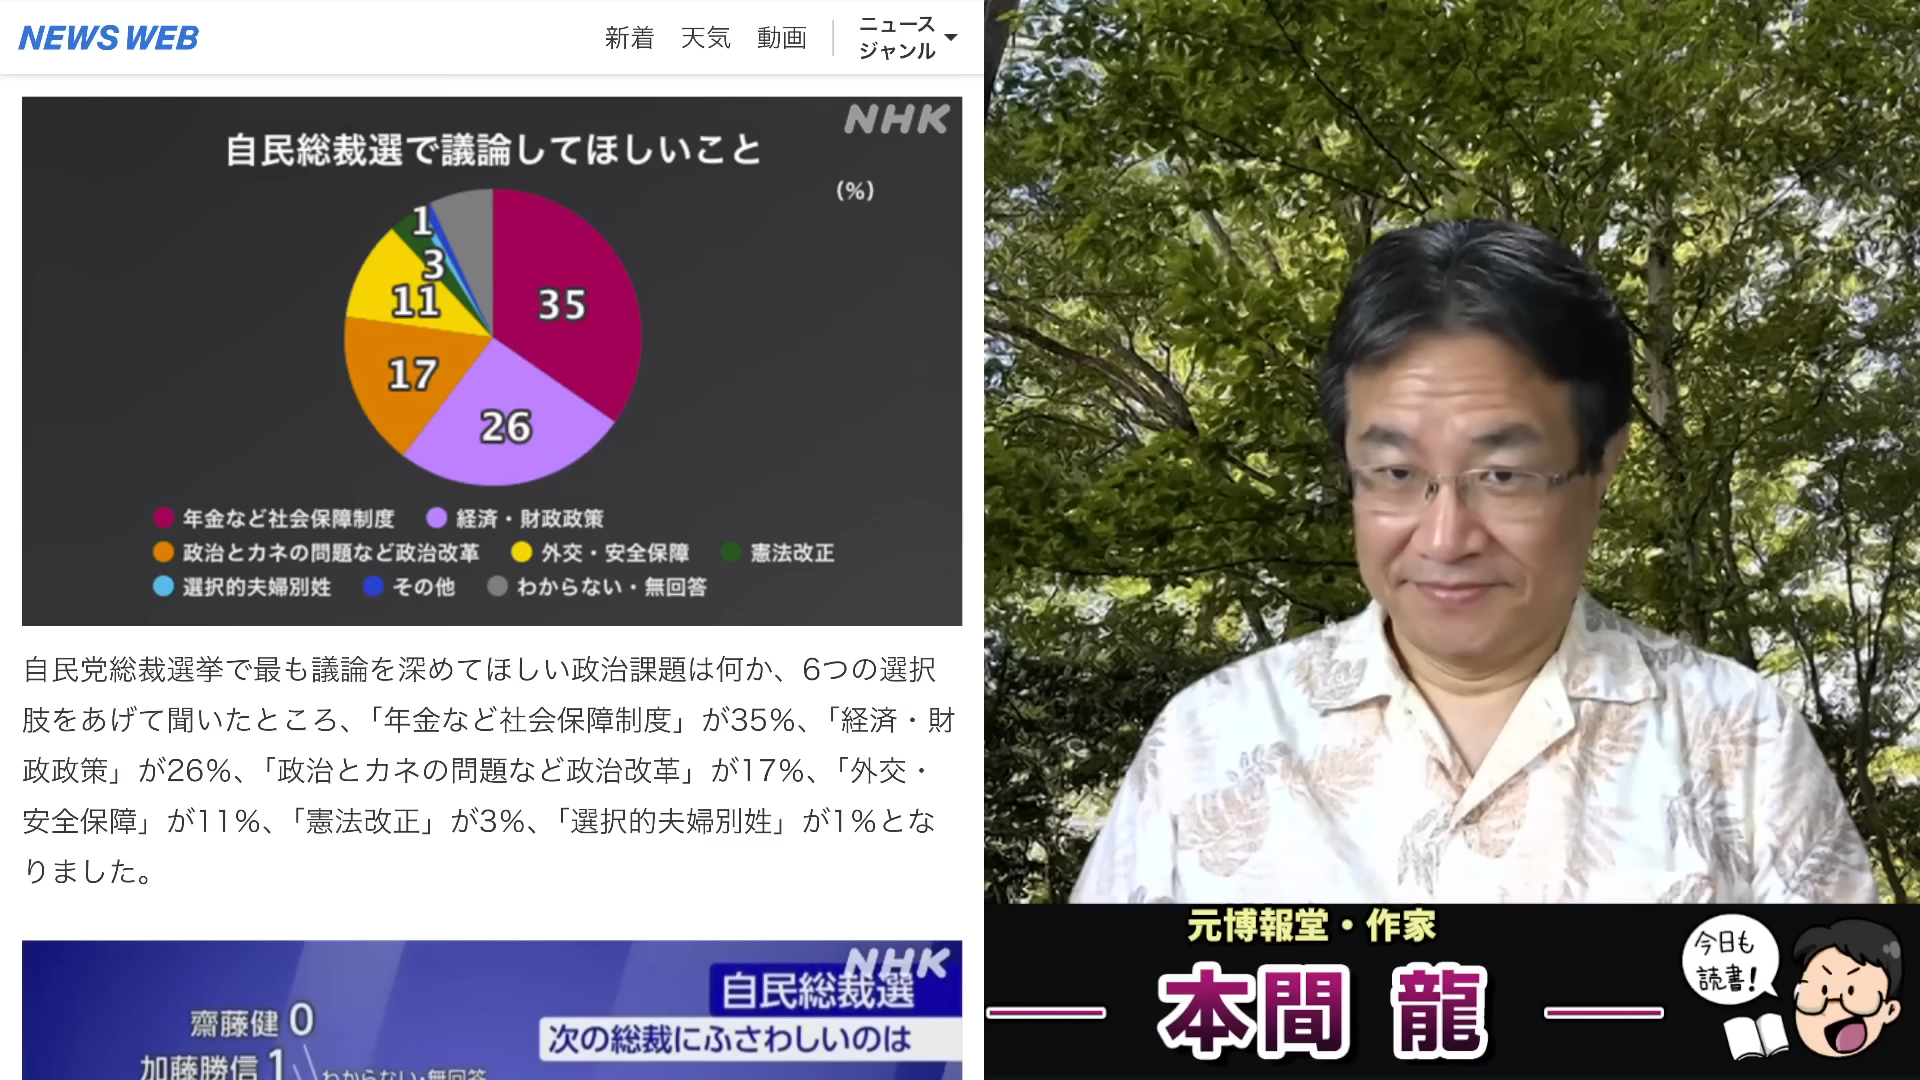 NEWS WEB
新着 天気 動画 ニュース
ジャンル
NHK
自民総裁選で議論してほしいこと
(%)
1
3
11
35
17
26
年金など社会保障制度 経済・財政政策
政治とカネの問題など政治改革 外交・安全保障 憲法改正
選択的夫婦別姓 その他 わからない・無回答
自民党総裁選挙で最も議論を深めてほしい政治課題は何か、6つの選択
肢をあげて聞いたところ、「年金など社会保障制度」が35%、「経済・財
政政策」が26%、「政治とカネの問題など政治改革」が17%、「外交・
安全保障」が11%、「憲法改正」が3%、「選択的夫婦別姓」が1%とな
りました。
NHK
自民総裁選
次の総裁にふさわしいのは
齋藤健 0
加藤勝信 1
わからない・無回答
元博報堂・作家
本間 龍
今日も
読書!